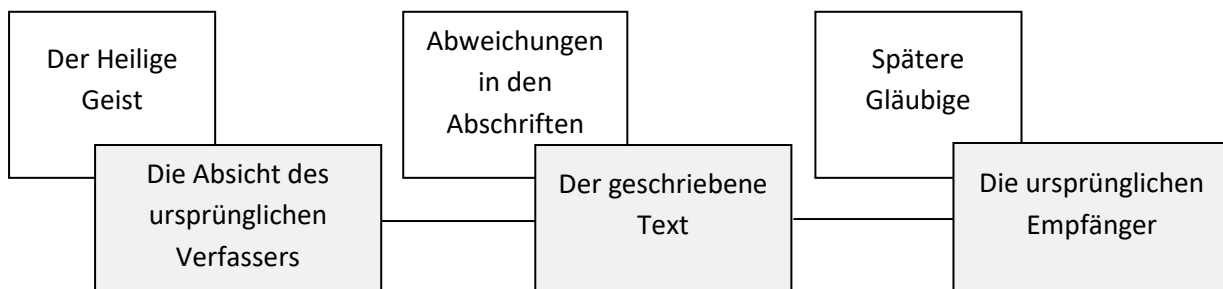 Der Heilige
Geist
Abweichungen
in den
Abschriften
Spätere
Gläubige
Die Absicht des
ursprünglichen
Verfassers
Der geschriebene
Text
Die ursprünglichen
Empfänger